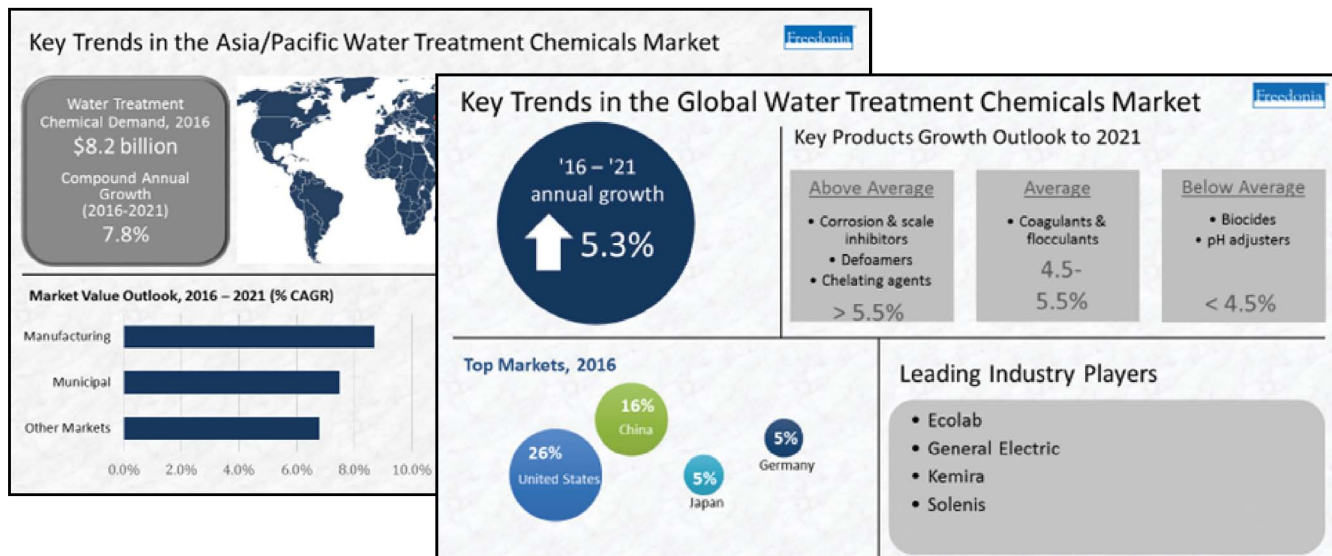 Key Trends in the Asia/Pacific Water Treatment Chemicals Market
Freedonia
Water Treatment
Chemical Demand, 2016
$8.2 billion
Compound Annual
Growth
(2016-2021)
7.8%
Market Value Outlook, 2016 – 2021 (% CAGR)
Manufacturing
Municipal
Other Markets
0.0% 2.0% 4.0% 6.0% 8.0% 10.0%
Key Trends in the Global Water Treatment Chemicals Market
Freedonia
'16 – '21
annual growth
5.3%
Key Products Growth Outlook to 2021
Above Average
• Corrosion & scale
inhibitors
• Defoamers
• Chelating agents
> 5.5%
Average
• Coagulants &
flocculants
4.5-
5.5%
Below Average
• Biocides
• pH adjusters
< 4.5%
Top Markets, 2016
26%
United States
16%
China
5%
Japan
5%
Germany
Leading Industry Players
• Ecolab
• General Electric
• Kemira
• Solenis